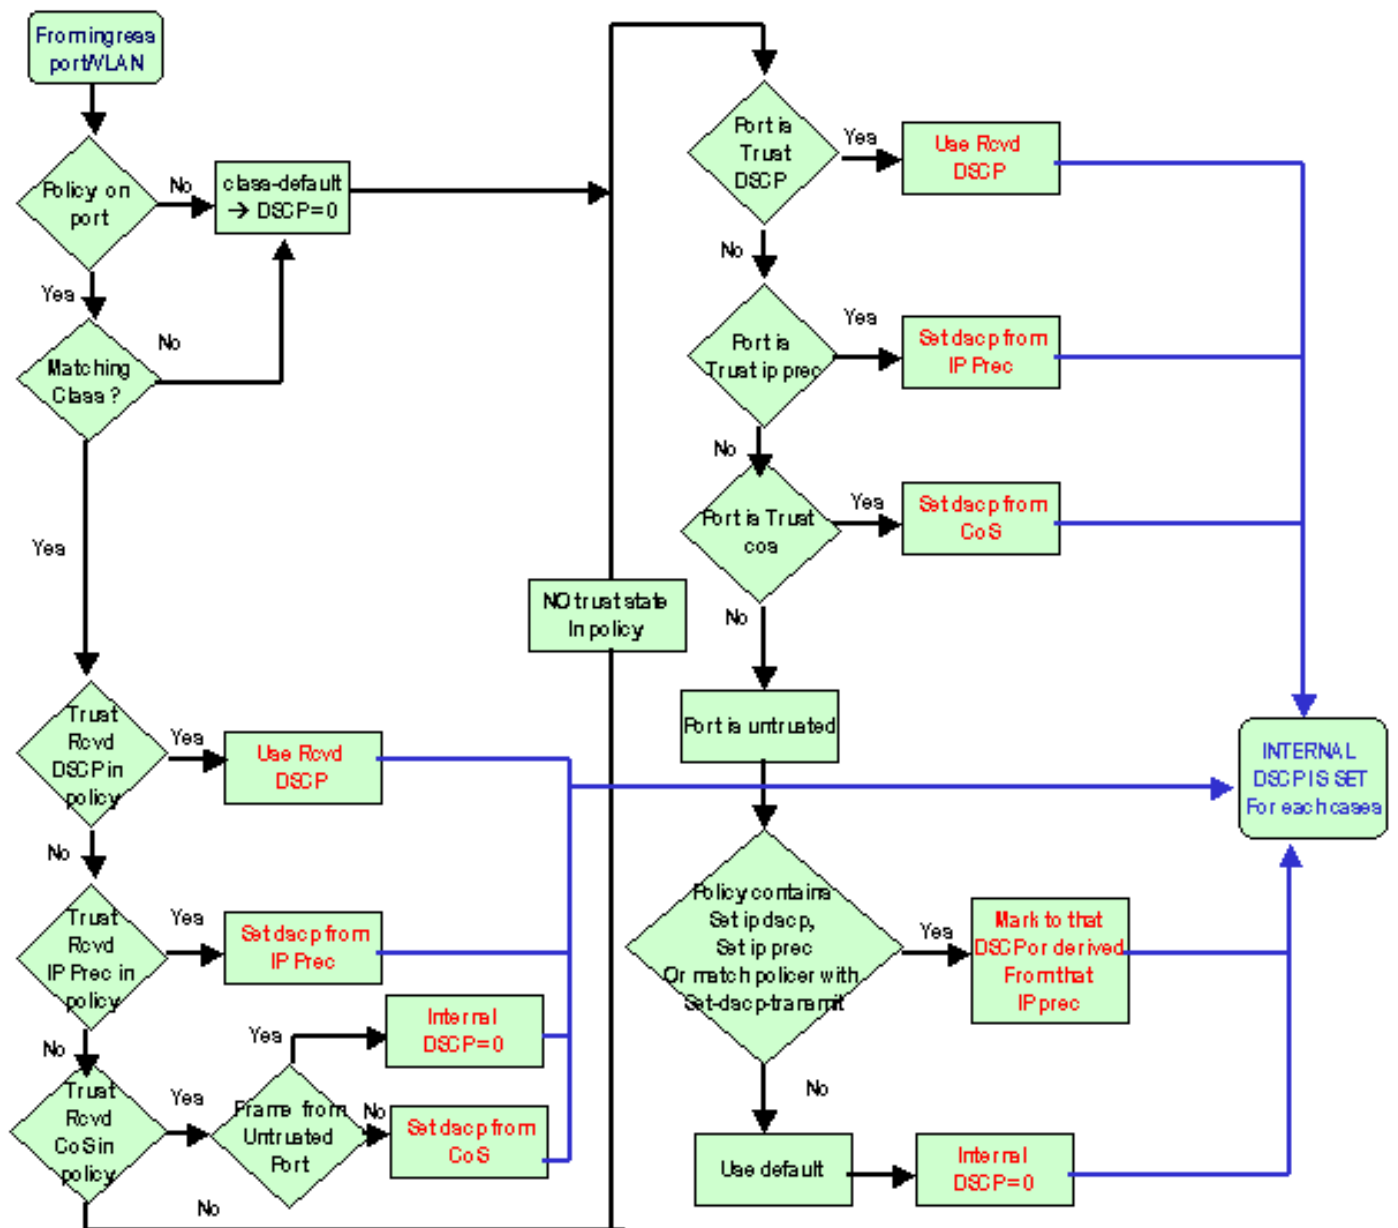 From ingress
port/VLAN
Policy on
port
No
class-default
→ DSCP=0
Yes
Matching
Class?
No
Yes
Trust
Rcvd
DSCP in
policy
Yes
Use Rcvd
DSCP
No
Trust
Rcvd
IP Prec in
policy
Yes
Set dscp from
IP Prec
No
Trust
Rcvd
CoS in
policy
Yes
Frame from
Untrusted
Port
Yes
Internal
DSCP=0
No
Set dscp from
CoS
No
NO trust state
In policy
Port is
Trust
DSCP
Yes
Use Rcvd
DSCP
No
Port is
Trust ip prec
Yes
Set dscp from
IP Prec
No
Port is Trust
cos
Yes
Set dscp from
CoS
No
Port is untrusted
Policy contains
Set ip dscp,
Set ip prec
Or match policer with
Set-dscp-transmit
Yes
Mark to that
DSCP or derived
From that
IP prec
No
Use default
Internal
DSCP=0
INTERNAL
DSCP IS SET
For each cases